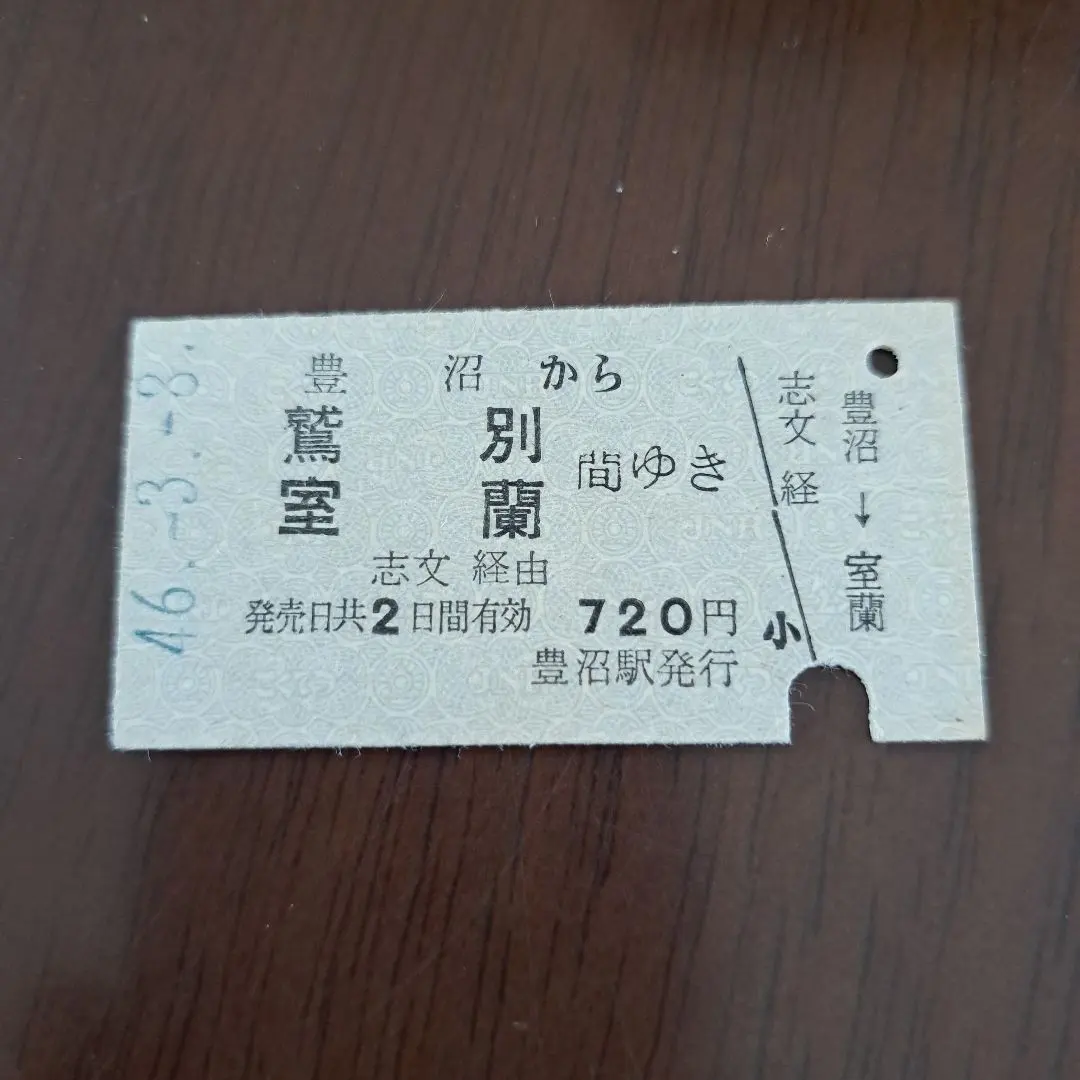 46.-3.-8.
豊沼から
鷲別
室蘭
間ゆき
志文経由
発売日共2日間有効 720円
豊沼駅発行
志文経
小
豊沼→室蘭